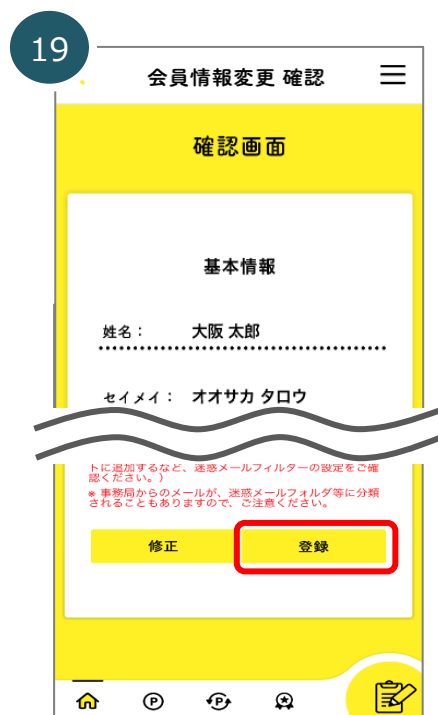 19
会員情報変更 確認
確認画面
基本情報
姓名： 大阪 太郎
セイメイ： オオサカ タロウ
トに追加するなど、迷惑メールフィルターの設定をご確
認ください。）
※ 事務局からのメールが、迷惑メールフォルダ等に分類
されることもありますので、ご注意ください。
修正 登録
P P